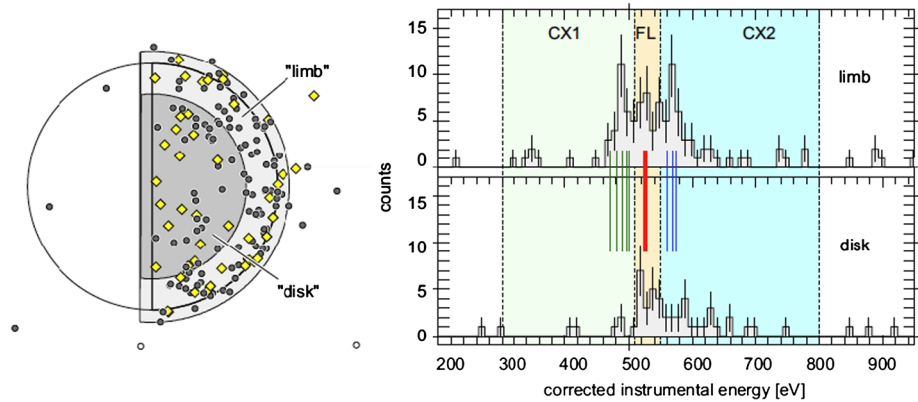 "limb"
"disk"
counts
15
10
5
0
CX1
FL
CX2
limb
15
10
5
0
disk
200
300
400
500
600
700
800
900
corrected instrumental energy [eV]